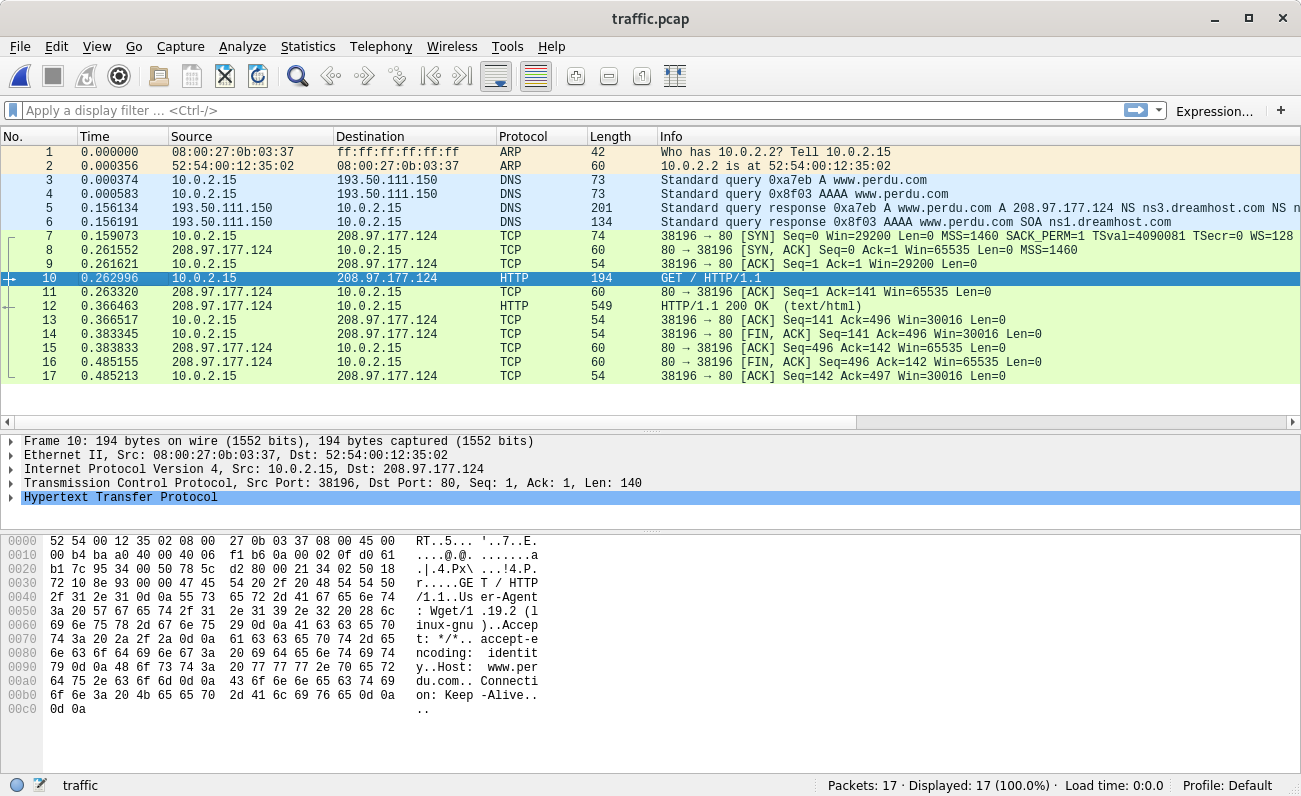 traffic.pcap
File Edit View Go Capture Analyze Statistics Telephony Wireless Tools Help
Apply a display filter ... <Ctrl-/> Expression… +
No. Time Source Destination Protocol Length Info
1 0.000000 08:00:27:0b:03:37 ff:ff:ff:ff:ff:ff ARP 42 Who has 10.0.2.2? Tell 10.0.2.15
2 0.000356 52:54:00:12:35:02 08:00:27:0b:03:37 ARP 60 10.0.2.2 is at 52:54:00:12:35:02
3 0.000374 10.0.2.15 193.50.111.150 DNS 73 Standard query 0xa7eb A www.perdu.com
4 0.000583 10.0.2.15 193.50.111.150 DNS 73 Standard query 0x8f03 AAAA www.perdu.com
5 0.156134 193.50.111.150 10.0.2.15 DNS 201 Standard query response 0xa7eb A www.perdu.com A 208.97.177.124 NS ns3.dreamhost.com NS n
6 0.156191 193.50.111.150 10.0.2.15 DNS 134 Standard query response 0x8f03 AAAA www.perdu.com SOA ns1.dreamhost.com
7 0.159073 10.0.2.15 208.97.177.124 TCP 74 38196 → 80 [SYN] Seq=0 Win=29200 Len=0 MSS=1460 SACK_PERM=1 TSval=4090081 TSecr=0 WS=128
8 0.261552 208.97.177.124 10.0.2.15 TCP 60 80 → 38196 [SYN, ACK] Seq=0 Ack=1 Win=65535 Len=0 MSS=1460
9 0.261621 10.0.2.15 208.97.177.124 TCP 54 38196 → 80 [ACK] Seq=1 Ack=1 Win=29200 Len=0
10 0.262996 10.0.2.15 208.97.177.124 HTTP 194 GET / HTTP/1.1
11 0.263320 208.97.177.124 10.0.2.15 TCP 60 80 → 38196 [ACK] Seq=1 Ack=141 Win=65535 Len=0
12 0.366463 208.97.177.124 10.0.2.15 HTTP 549 HTTP/1.1 200 OK  (text/html)
13 0.366517 10.0.2.15 208.97.177.124 TCP 54 38196 → 80 [ACK] Seq=141 Ack=496 Win=30016 Len=0
14 0.383345 10.0.2.15 208.97.177.124 TCP 54 38196 → 80 [FIN, ACK] Seq=141 Ack=496 Win=30016 Len=0
15 0.383833 208.97.177.124 10.0.2.15 TCP 60 80 → 38196 [ACK] Seq=496 Ack=142 Win=65535 Len=0
16 0.485155 208.97.177.124 10.0.2.15 TCP 60 80 → 38196 [FIN, ACK] Seq=496 Ack=142 Win=65535 Len=0
17 0.485213 10.0.2.15 208.97.177.124 TCP 54 38196 → 80 [ACK] Seq=142 Ack=497 Win=30016 Len=0
Frame 10: 194 bytes on wire (1552 bits), 194 bytes captured (1552 bits)
Ethernet II, Src: 08:00:27:0b:03:37, Dst: 52:54:00:12:35:02
Internet Protocol Version 4, Src: 10.0.2.15, Dst: 208.97.177.124
Transmission Control Protocol, Src Port: 38196, Dst Port: 80, Seq: 1, Ack: 1, Len: 140
Hypertext Transfer Protocol
0000 52 54 00 12 35 02 08 00 27 0b 03 37 08 00 45 00 RT..5... '..7..E.
0010 00 b4 ba a0 40 00 40 06 f1 b6 0a 00 02 0f d0 61 ....@.@. .......a
0020 b1 7c 95 34 00 50 78 5c d2 80 00 21 34 02 50 18 .|.4.Px\ ...!4.P.
0030 72 10 8e 93 00 00 47 45 54 20 2f 20 48 54 54 50 r.....GE T / HTTP
0040 2f 31 2e 31 0d 0a 55 73 65 72 2d 41 67 65 6e 74 /1.1..Us er-Agent
0050 3a 20 57 67 65 74 2f 31 2e 31 39 2e 32 20 28 6c : Wget/1 .19.2 (l
0060 69 6e 75 78 2d 67 6e 75 29 0d 0a 41 63 63 65 70 inux-gnu )..Accep
0070 74 3a 20 2a 2f 2a 0d 0a 61 63 63 65 70 74 2d 65 t: */*.. accept-e
0080 6e 63 6f 64 69 6e 67 3a 20 69 64 65 6e 74 69 74 ncoding:  identit
0090 79 0d 0a 48 6f 73 74 3a 20 77 77 77 2e 70 65 72 y..Host:  www.per
00a0 64 75 2e 63 6f 6d 0d 0a 43 6f 6e 6e 65 63 74 69 du.com.. Connecti
00b0 6f 6e 3a 20 4b 65 65 70 2d 41 6c 69 76 65 0d 0a on: Keep -Alive..
00c0 0d 0a ..
traffic Packets: 17 · Displayed: 17 (100.0%) · Load time: 0:0.0 Profile: Default